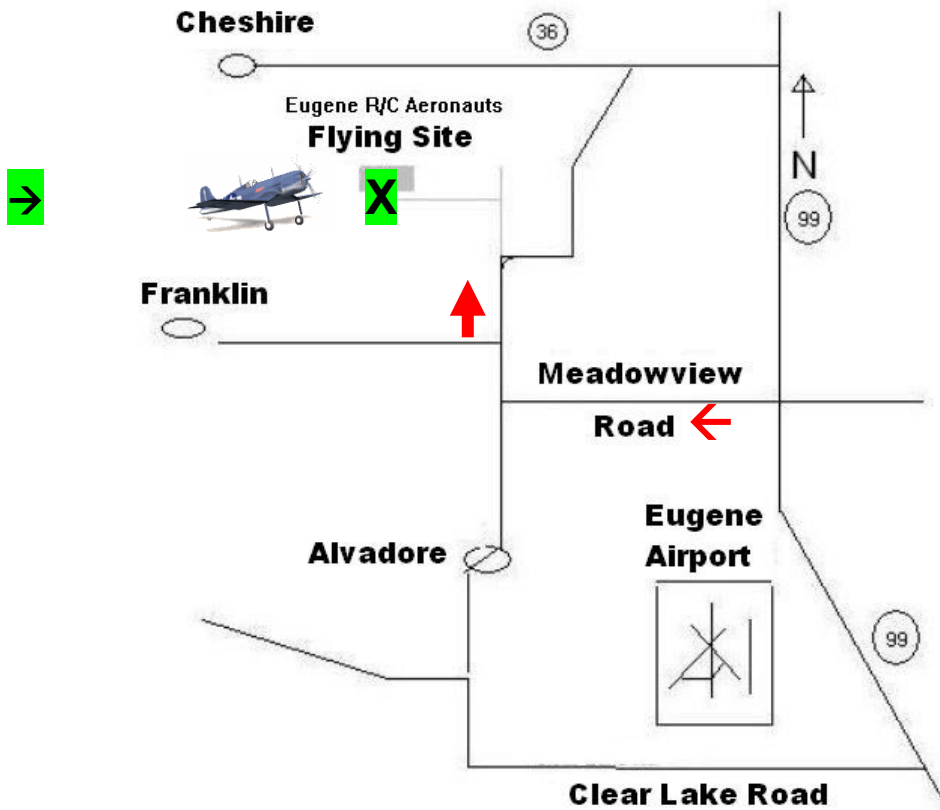 Cheshire
36
Eugene R/C Aeronauts
Flying Site
N
→
X
99
Franklin
Meadowview
Road ←
Eugene
Airport
Alvadore
99
Clear Lake Road